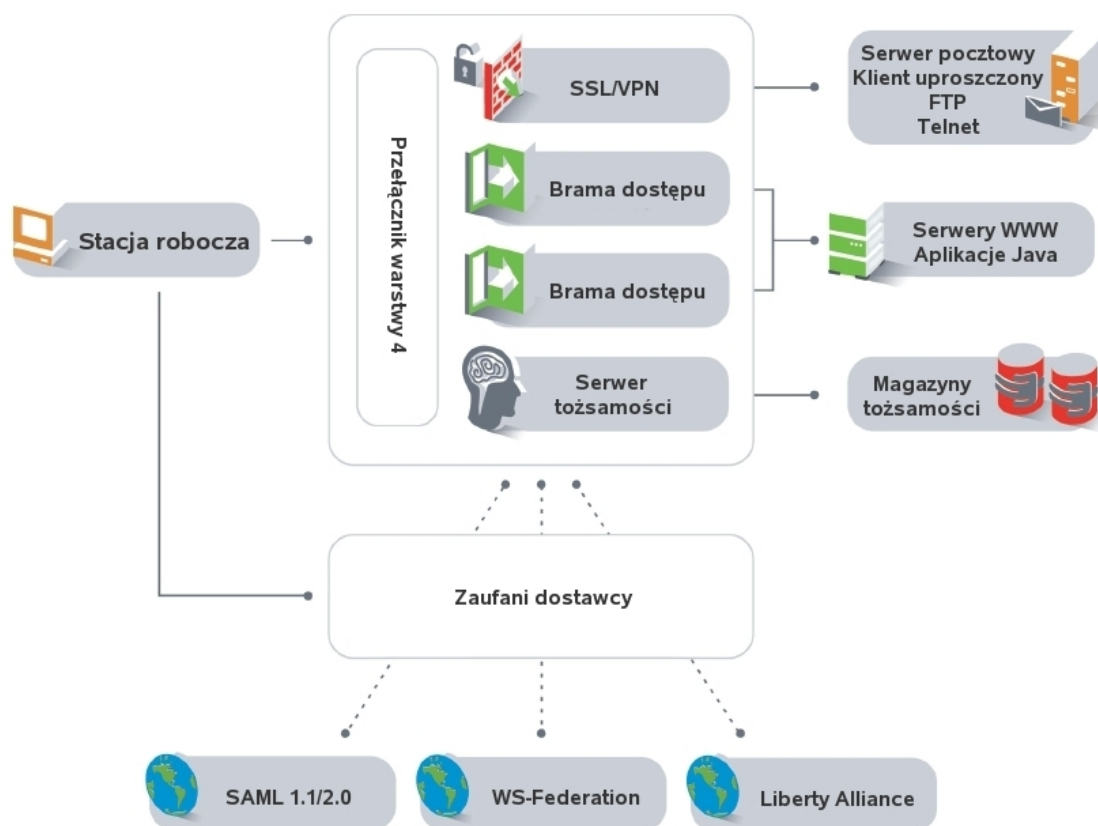 SSL/VPN
Serwer pocztowy
Klient uproszczony
FTP
Telnet
Przełącznik warstwy 4
Brama dostępu
Stacja robocza
Serwery WWW
Aplikacje Java
Brama dostępu
Serwer
tożsamości
Magazyny
tożsamości
Zaufani dostawcy
SAML 1.1/2.0
WS-Federation
Liberty Alliance